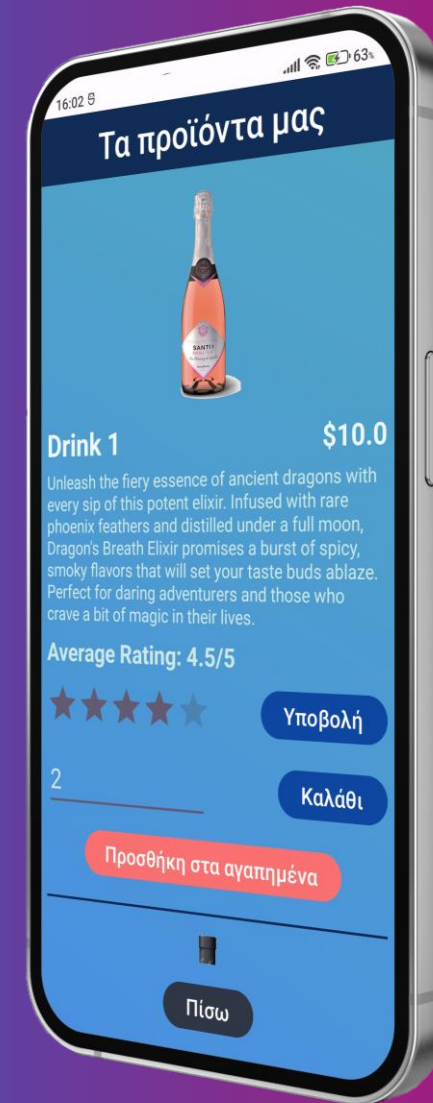 16:02
63%
Τα προϊόντα μας
SANTO
Drink 1
$10.0
Unleash the fiery essence of ancient dragons with
every sip of this potent elixir. Infused with rare
phoenix feathers and distilled under a full moon,
Dragon's Breath Elixir promises a burst of spicy,
smoky flavors that will set your taste buds ablaze.
Perfect for daring adventurers and those who
crave a bit of magic in their lives.
Average Rating: 4.5/5
Υποβολή
2
Καλάθι
Προσθήκη στα αγαπημένα
Πίσω